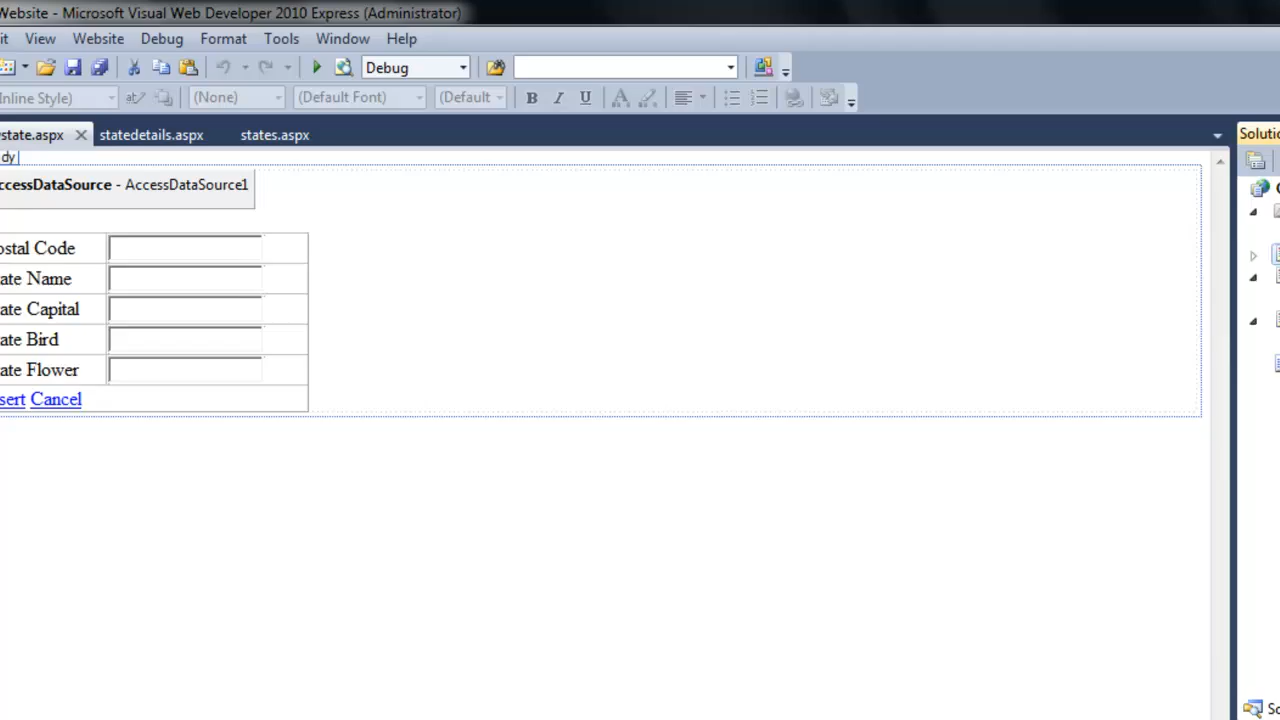 Website - Microsoft Visual Web Developer 2010 Express (Administrator)
it View Website Debug Format Tools Window Help
Debug
Inline Style) (None) (Default Font) (Default B I U A
state.aspx statedetails.aspx states.aspx
dy
ccessDataSource - AccessDataSource1
ostal Code
ate Name
ate Capital
ate Bird
ate Flower
sert Cancel
Solutio
So